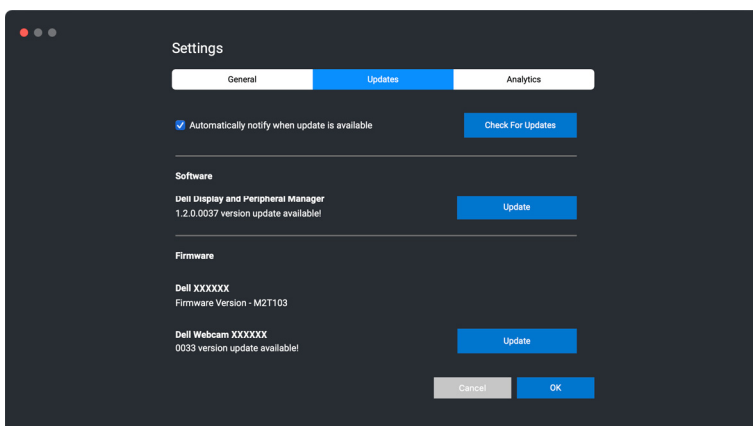 Settings
General Updates Analytics
Automatically notify when update is available Check For Updates
Software
Dell Display and Peripheral Manager
1.2.0.0037 version update available! Update
Firmware
Dell XXXXXX
Firmware Version - M2T103
Dell Webcam XXXXXX
0033 version update available! Update
Cancel OK